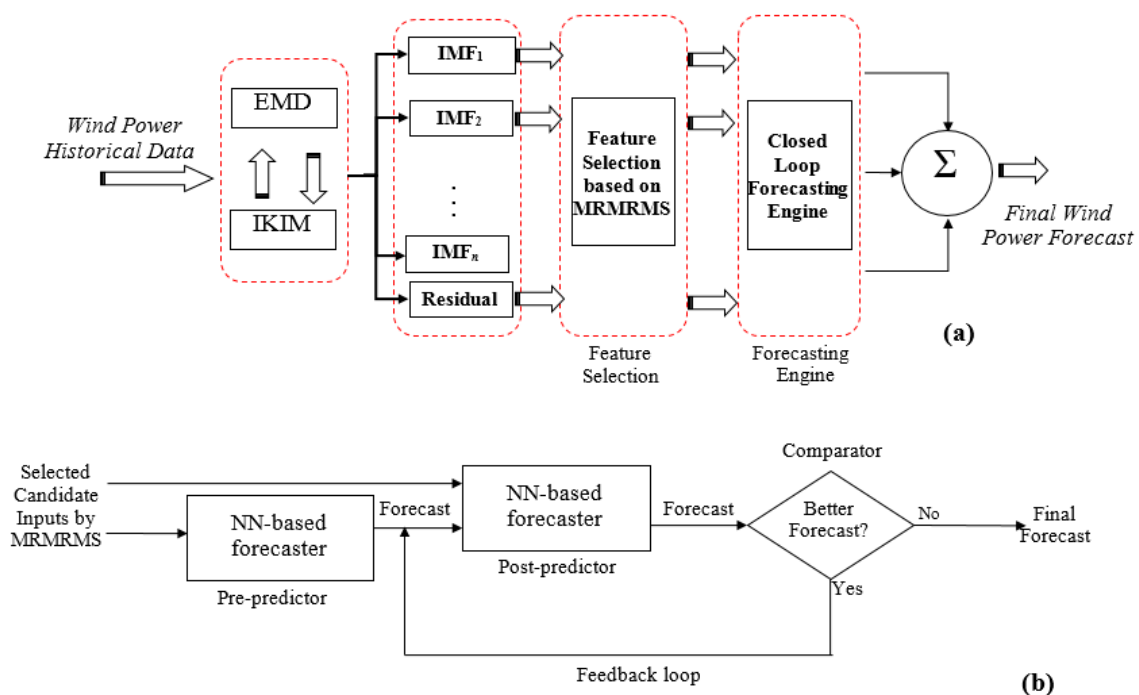 Wind Power
Historical Data
EMD
IKIM
IMF1
IMF2
⋮
IMFn
Residual
Feature
Selection
based on
MRMRMS
Feature
Selection
Closed
Loop
Forecasting
Engine
Forecasting
Engine
Σ
Final Wind
Power Forecast
(a)
Selected
Candidate
Inputs by
MRMRMS
NN-based
forecaster
Pre-predictor
Forecast
NN-based
forecaster
Post-predictor
Forecast
Comparator
Better
Forecast?
No
Yes
Final
Forecast
Feedback loop
(b)